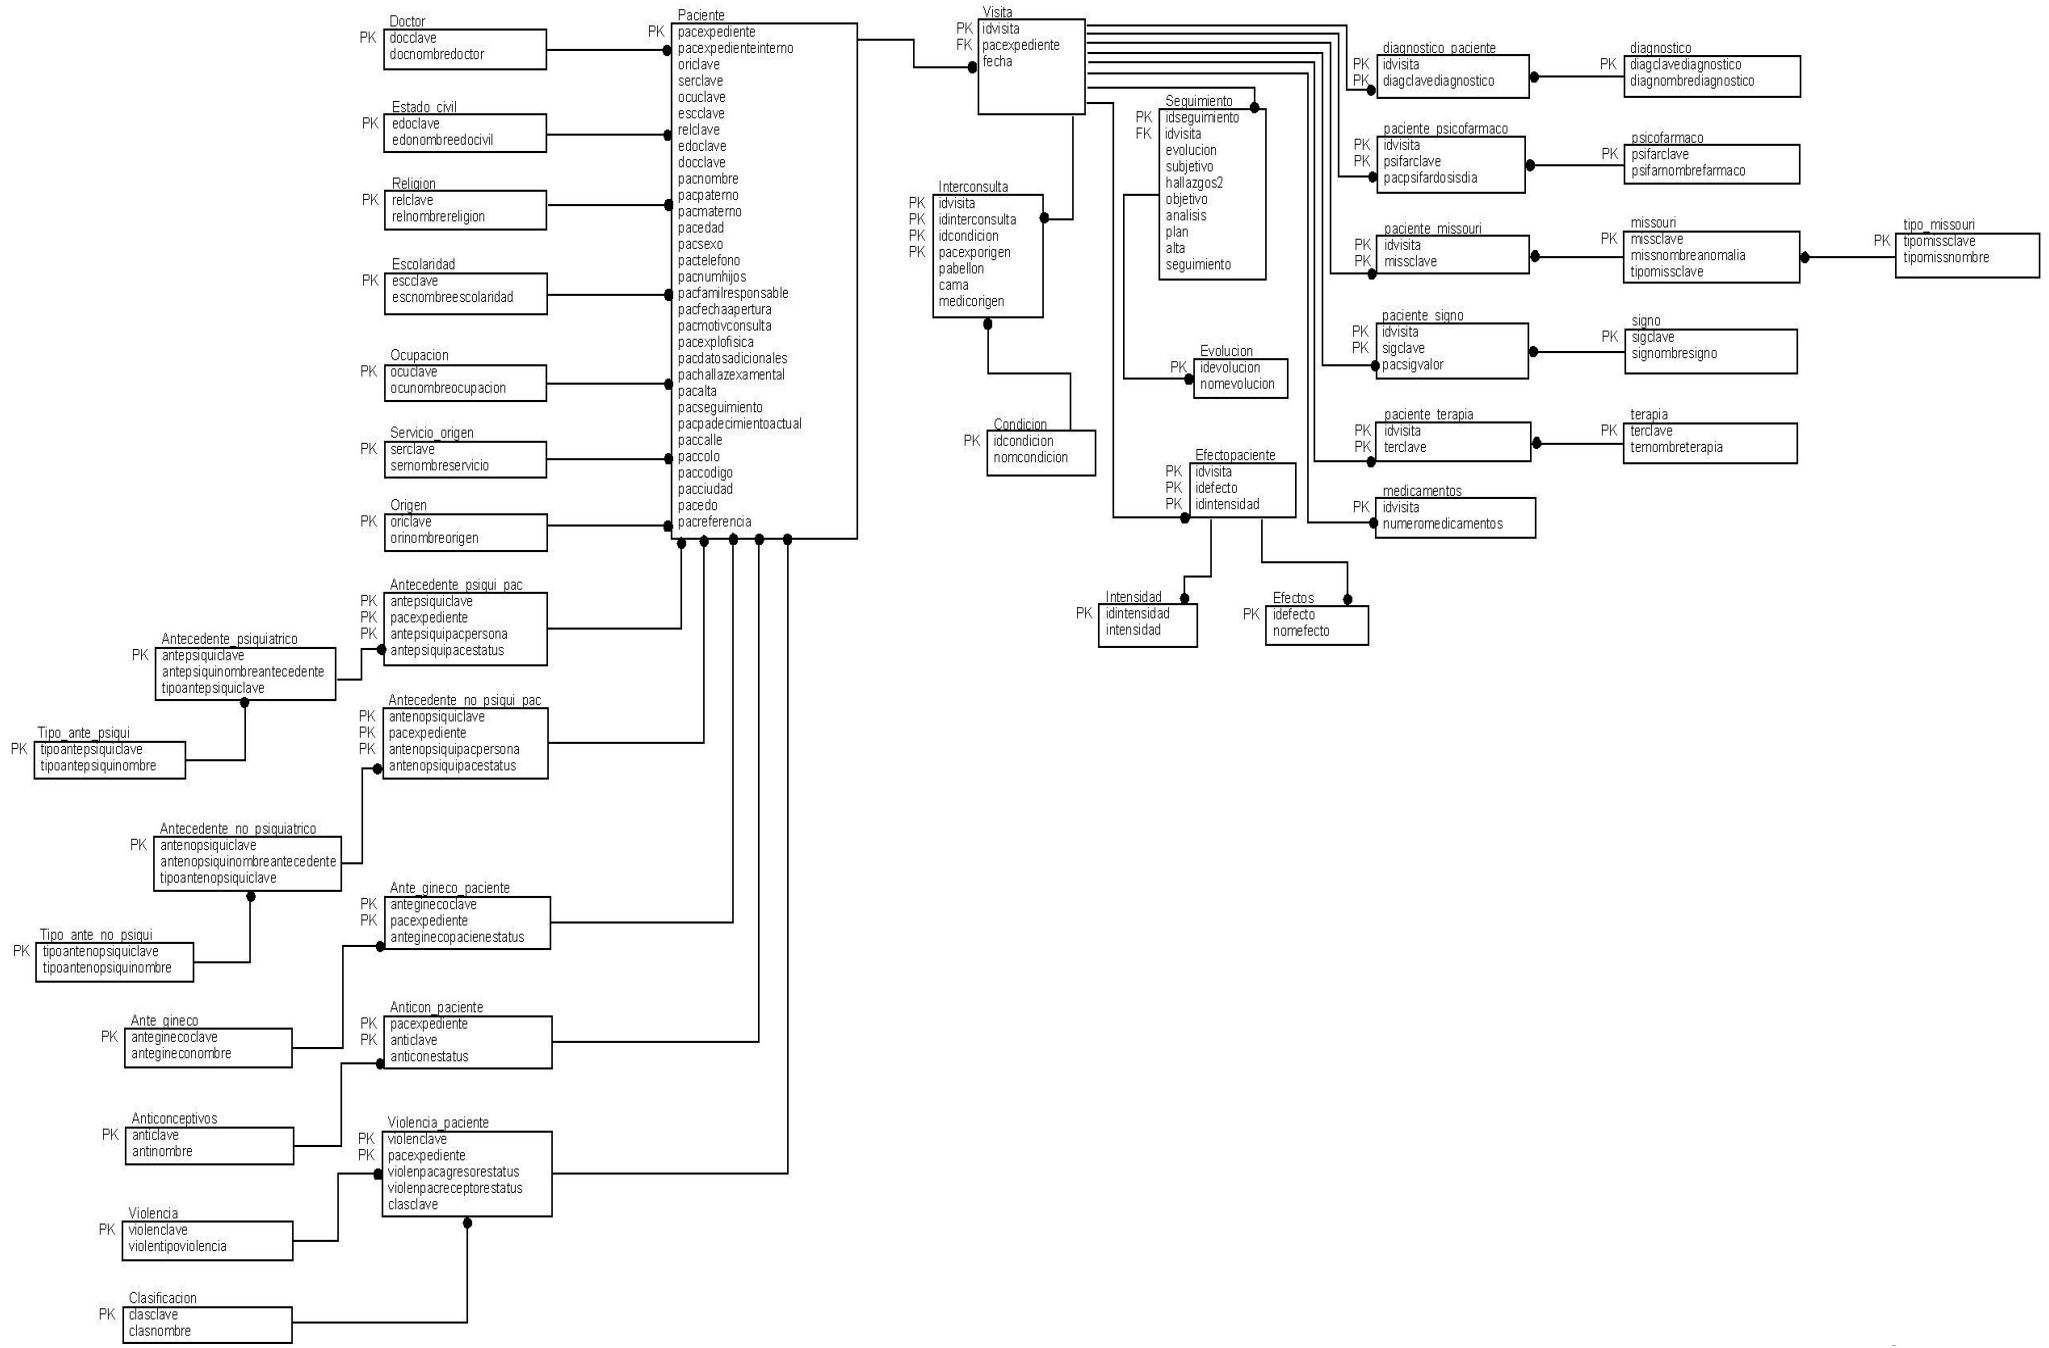 Doctor
PK
docclave
docnombredoctor
Estado_civil
PK
edoclave
edonombreedocivil
Religion
PK
relclave
relnombrereligion
Escolaridad
PK
escclave
escnombreescolaridad
Ocupacion
PK
ocuclave
ocunombreocupacion
Servicio_origen
PK
serclave
sernombreservicio
Origen
PK
oriclave
orinombreorigen
Antecedente_psiqui_pac
PK antepsiquiclave
PK pacexpediente
PK antepsiquipacpersona
antepsiquipacestatus
Antecedente_psiquiatrico
PK antepsiquiclave
antepsiquinombreantecedente
tipoantepsiquiclave
Tipo_ante_psiqui
PK tipoantepsiquiclave
tipoantepsiquinombre
Antecedente_no_psiqui_pac
PK antenopsiquiclave
PK pacexpediente
PK antenopsiquipacpersona
antenopsiquipacestatus
Antecedente_no_psiquiatrico
PK antenopsiquiclave
antenopsiquinombreantecedente
tipoantenopsiquiclave
Tipo_ante_no_psiqui
PK tipoantenopsiquiclave
tipoantenopsiquinombre
Ante_gineco_paciente
PK anteginecoclave
PK pacexpediente
anteginecopacienestatus
Ante_gineco
PK anteginecoclave
antegineconombre
Anticon_paciente
PK pacexpediente
PK anticlave
anticonestatus
Anticonceptivos
PK anticlave
antinombre
Violencia_paciente
PK violenclave
PK pacexpediente
violenpacagresorestatus
violenpacreceptorestatus
clasclave
Violencia
PK violenclave
violentipoviolencia
Clasificacion
PK clasclave
clasnombre
Paciente
PK pacexpediente
pacexpedienteinterno
oriclave
serclave
ocuclave
escclave
relclave
edoclave
docclave
pacnombre
pacpaterno
pacmaterno
pacedad
pacsexo
pactelefono
pacnumhijos
pacfamilresponsable
pacfechaapertura
pacmotivconsulta
pacexplofisica
pacdatosadicionales
pachallazexamental
pacalta
pacseguimiento
pacpadecimientoactual
paccalle
paccolo
paccodigo
pacciudad
pacedo
pacreferencia
Visita
PK idvisita
FK pacexpediente
fecha
Seguimiento
PK idseguimiento
FK idvisita
evolucion
subjetivo
hallazgos2
objetivo
analisis
plan
alta
seguimiento
Interconsulta
PK idvisita
PK idinterconsulta
PK idcondicion
PK pacexporigen
pabellon
cama
medicorigen
Evolucion
PK idevolucion
nomevolucion
Condicion
PK idcondicion
nomcondicion
Efectopaciente
PK idvisita
PK idefecto
PK idintensidad
Intensidad
PK idintensidad
intensidad
Efectos
PK idefecto
nomefecto
diagnostico_paciente
PK idvisita
PK diagclavediagnostico
diagnostico
PK diagclavediagnostico
diagnombrediagnostico
paciente_psicofarmaco
PK idvisita
PK psifarclave
pacpsifardosisdia
psicofarmaco
PK psifarclave
psifarnombrefarmaco
paciente_missouri
PK idvisita
PK missclave
missouri
PK missclave
missnombreanomalia
tipomissclave
tipo_missouri
PK tipomissclave
tipomissnombre
paciente_signo
PK idvisita
PK sigclave
pacsigvalor
signo
PK sigclave
signombresigno
paciente_terapia
PK idvisita
PK terclave
terapia
PK terclave
ternombreterapia
medicamentos
PK idvisita
numeromedicamentos